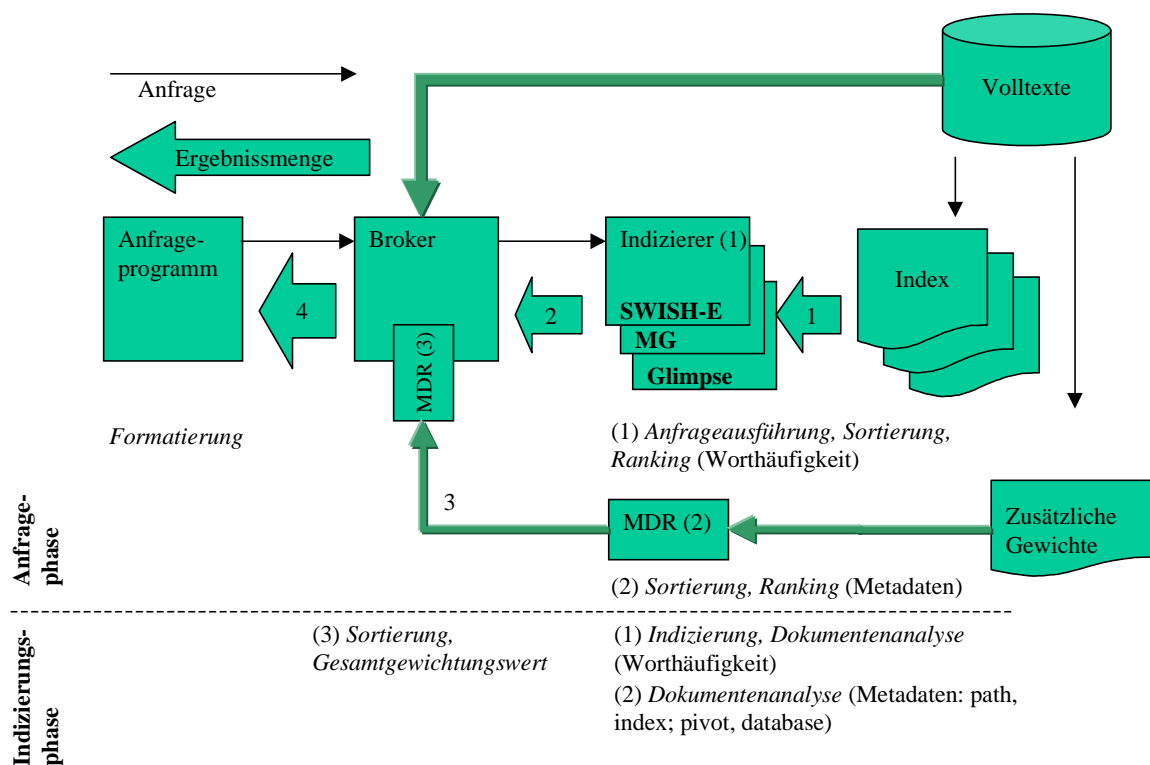 Anfrage
Volltexte
Ergebnissmenge
Anfrage-
programm
Broker
Indizierer (1)
Index
4
2
1
SWISH-E
MG
Glimpse
MDR (3)
Formatierung
(1) Anfrageausführung, Sortierung,
Ranking (Worthäufigkeit)
3
MDR (2)
Zusätzliche
Gewichte
(2) Sortierung, Ranking (Metadaten)
Anfrage-
phase
Indizierungs-
phase
(3) Sortierung,
Gesamtgewichtungswert
(1) Indizierung, Dokumentenanalyse
(Worthäufigkeit)
(2) Dokumentenanalyse (Metadaten: path,
index; pivot, database)